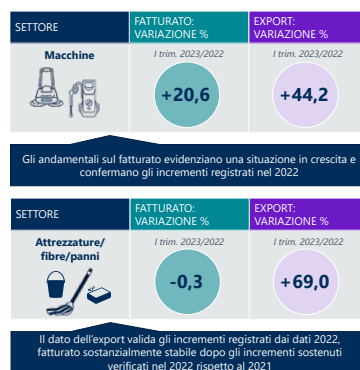 SETTORE
FATTURATO:
VARIAZIONE %
EXPORT:
VARIAZIONE %
Macchine
I trim. 2023/2022
I trim. 2023/2022
+20,6
+44,2
Gli andamenti sul fatturato evidenziano una situazione in crescita e
confermano gli incrementi registrati nel 2022
SETTORE
FATTURATO:
VARIAZIONE %
EXPORT:
VARIAZIONE %
Attrezzature/
fibre/panni
I trim. 2023/2022
I trim. 2023/2022
-0,3
+69,0
Il dato dell'export valida gli incrementi registrati dai dati 2022,
fatturato sostanzialmente stabile dopo gli incrementi sostenuti
verificati nel 2022 rispetto al 2021